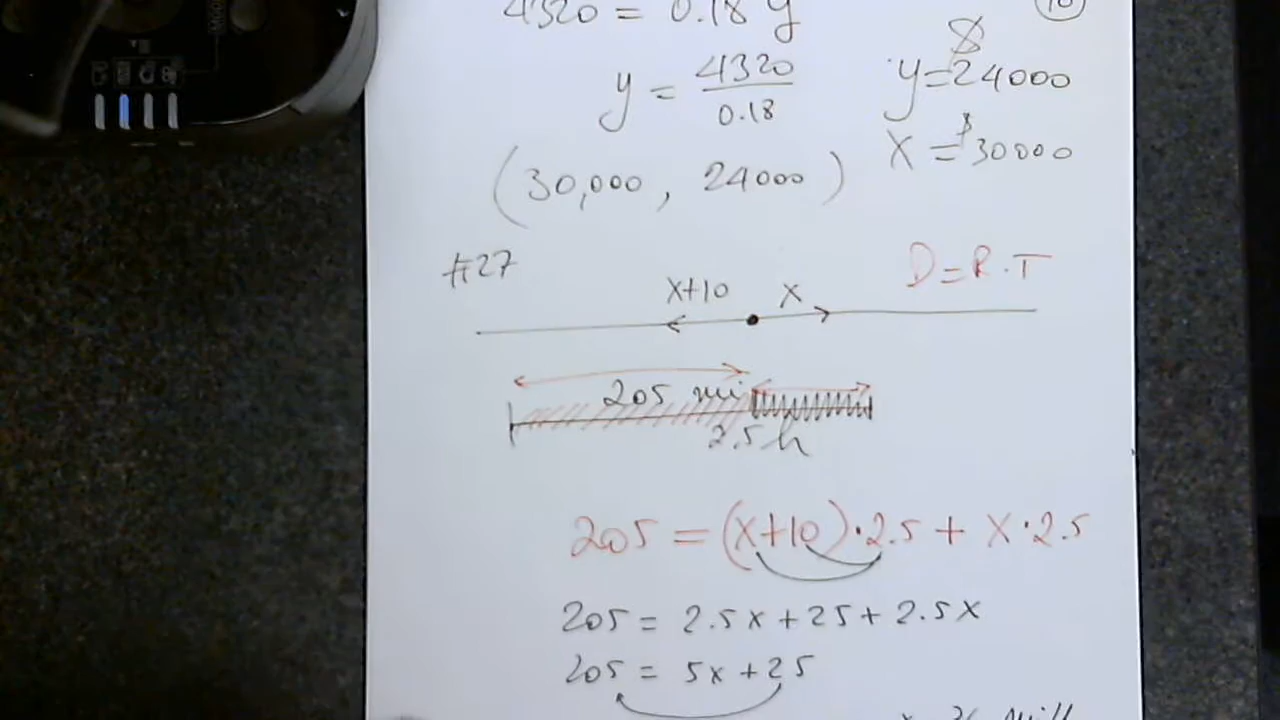 4320 = 0.18 y
y = 4320 / 0.18
$
y=24000
x = $30000
(30,000, 24000)
#27
D=R.T
x+10 x
205 mi
2.5 h
205 = (x+10)·2.5 + x·2.5
205 = 2.5x+25+2.5x
205 = 5x+25